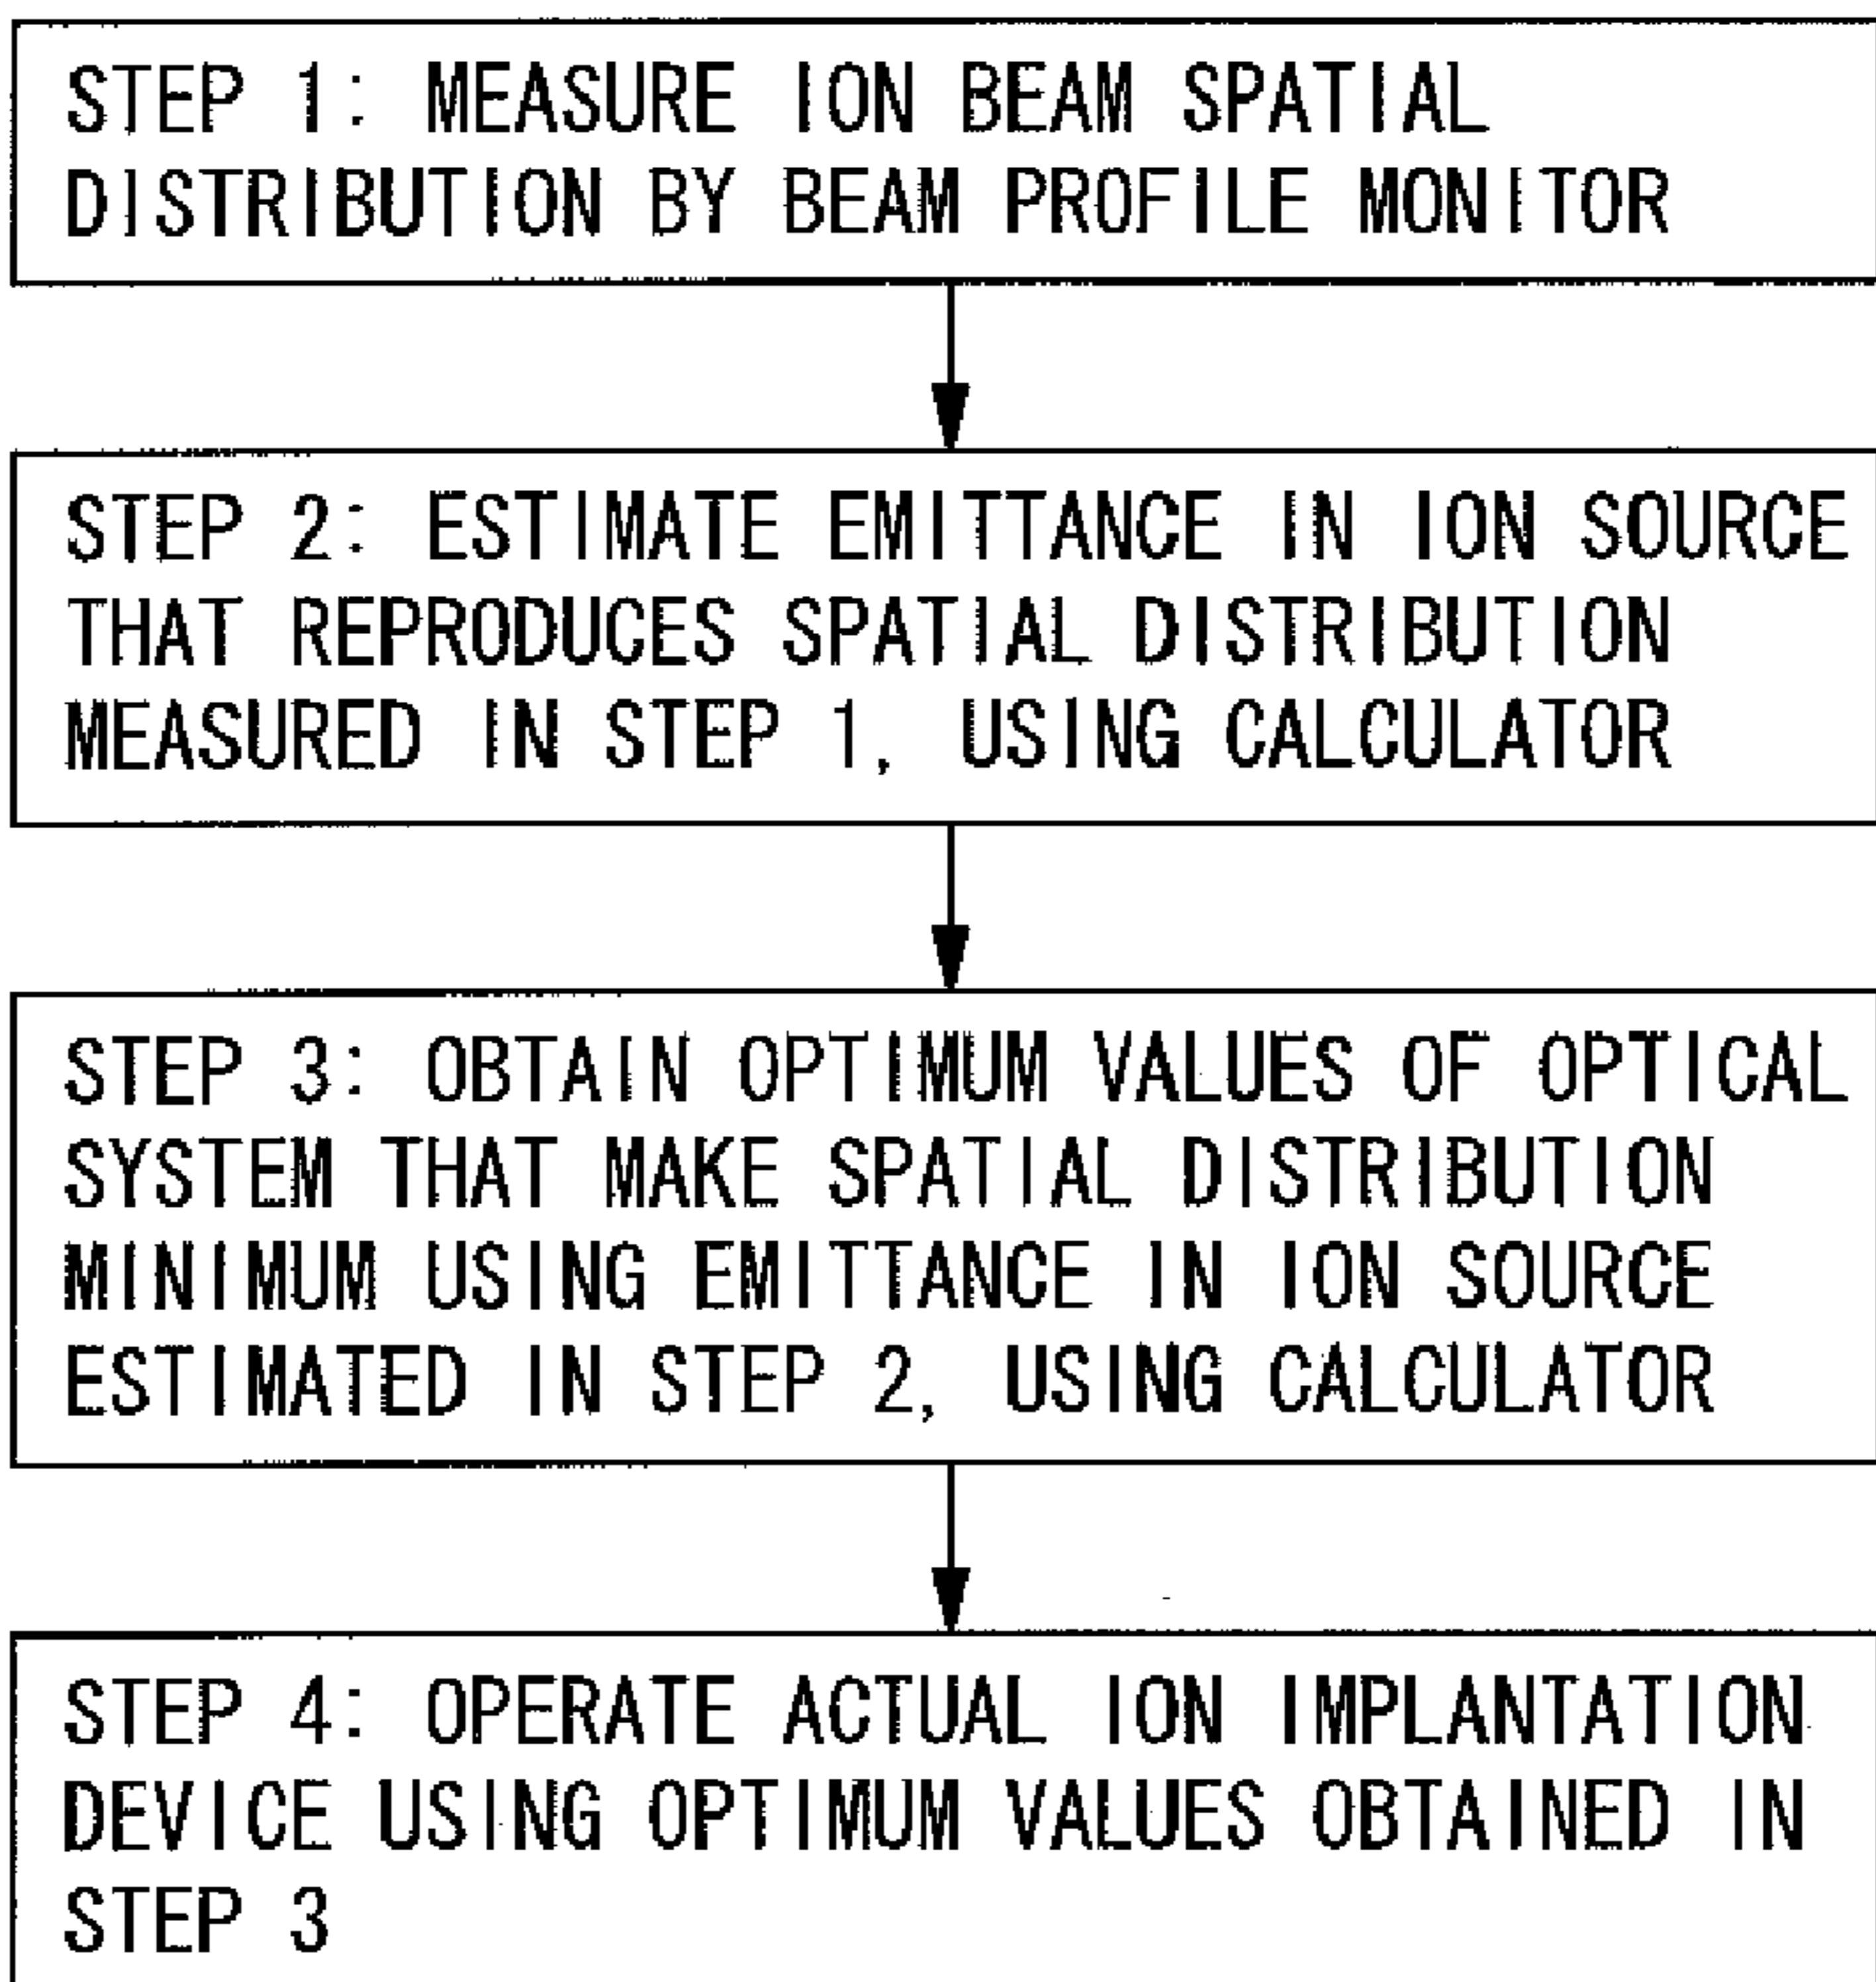 STEP 1: MEASURE ION BEAM SPATIAL
DISTRIBUTION BY BEAM PROFILE MONITOR
STEP 2: ESTIMATE EMITTANCE IN ION SOURCE
THAT REPRODUCES SPATIAL DISTRIBUTION
MEASURED IN STEP 1, USING CALCULATOR
STEP 3: OBTAIN OPTIMUM VALUES OF OPTICAL
SYSTEM THAT MAKE SPATIAL DISTRIBUTION
MINIMUM USING EMITTANCE IN ION SOURCE
ESTIMATED IN STEP 2, USING CALCULATOR
STEP 4: OPERATE ACTUAL ION IMPLANTATION
DEVICE USING OPTIMUM VALUES OBTAINED IN
STEP 3